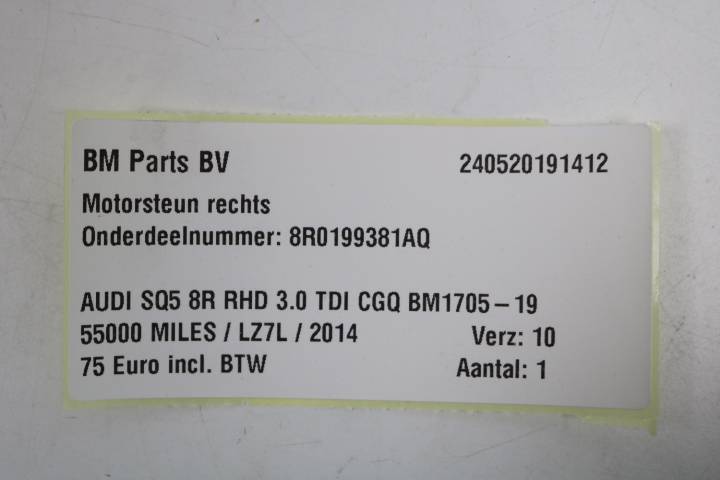 BM Parts BV 240520191412
Motorsteun rechts
Onderdeelnummer: 8R0199381AQ
AUDI SQ5 8R RHD 3.0 TDI CGQ BM1705-19
55000 MILES / LZ7L / 2014 Verz: 10
75 Euro incl. BTW Aantal: 1